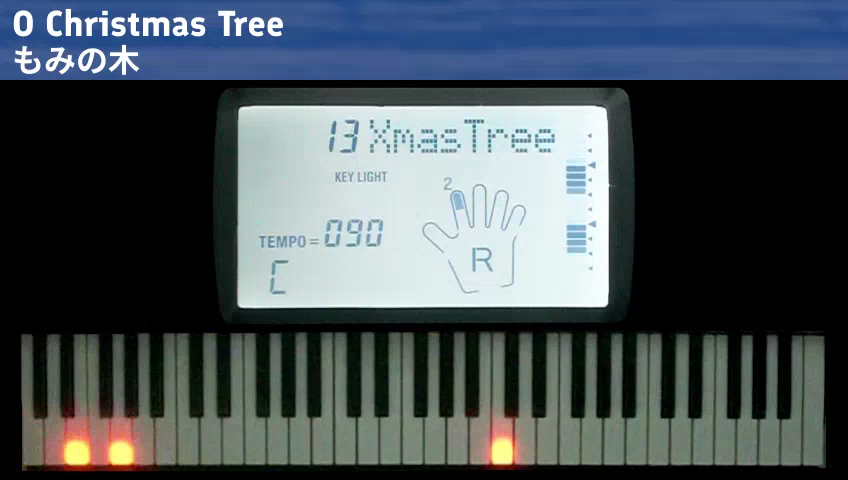 O Christmas Tree
もみの木
13 XmasTree
KEY LIGHT
2
TEMPO = 090
R
C